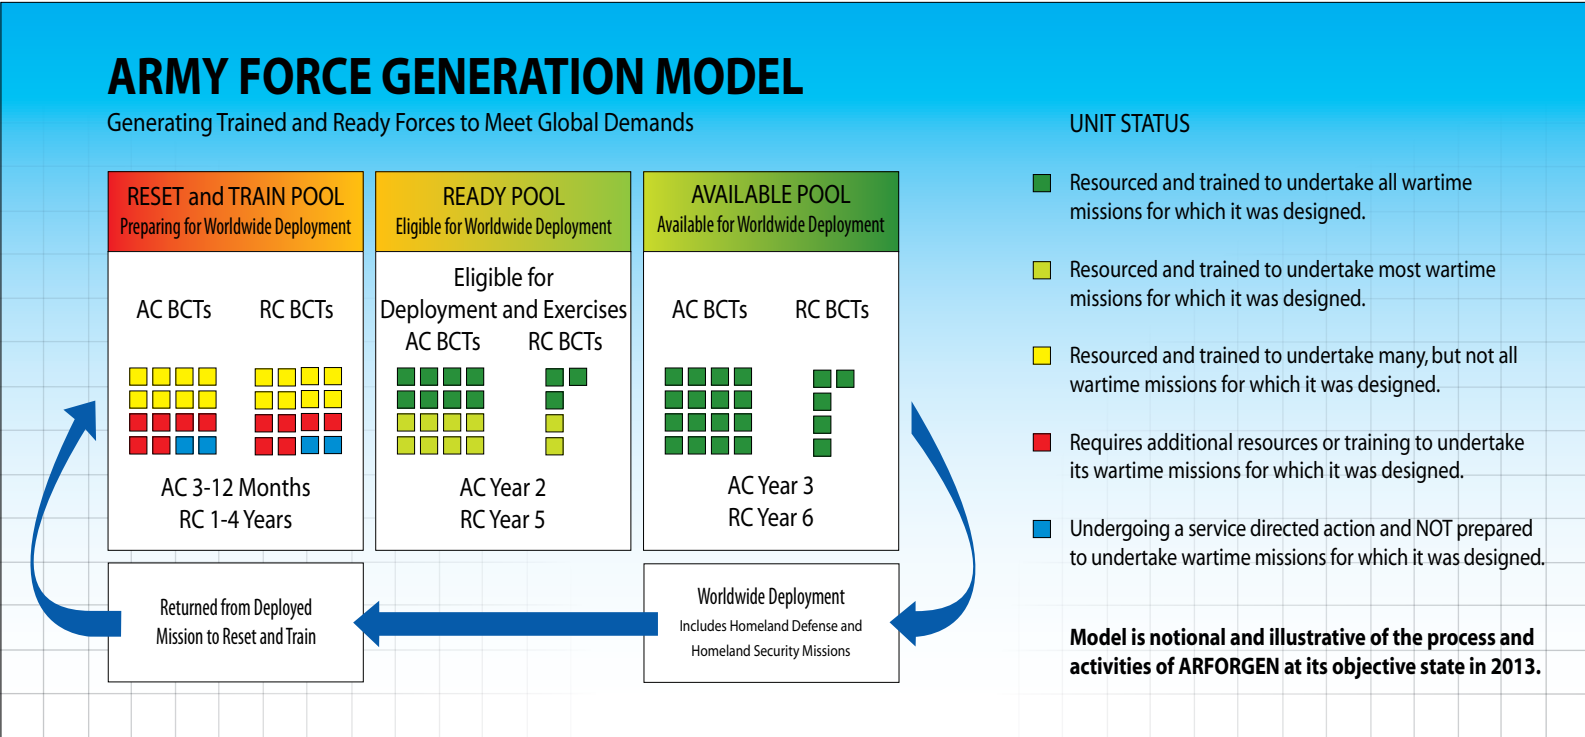 ARMY FORCE GENERATION MODEL
Generating Trained and Ready Forces to Meet Global Demands
RESET and TRAIN POOL
Preparing for Worldwide Deployment
AC BCTs RC BCTs
AC 3-12 Months
RC 1-4 Years
READY POOL
Eligible for Worldwide Deployment
Eligible for
Deployment and Exercises
AC BCTs RC BCTs
AC Year 2
RC Year 5
AVAILABLE POOL
Available for Worldwide Deployment
AC BCTs RC BCTs
AC Year 3
RC Year 6
Returned from Deployed
Mission to Reset and Train
Worldwide Deployment
Includes Homeland Defense and
Homeland Security Missions
UNIT STATUS
Resourced and trained to undertake all wartime
missions for which it was designed.
Resourced and trained to undertake most wartime
missions for which it was designed.
Resourced and trained to undertake many, but not all
wartime missions for which it was designed.
Requires additional resources or training to undertake
its wartime missions for which it was designed.
Undergoing a service directed action and NOT prepared
to undertake wartime missions for which it was designed.
Model is notional and illustrative of the process and
activities of ARFORGEN at its objective state in 2013.